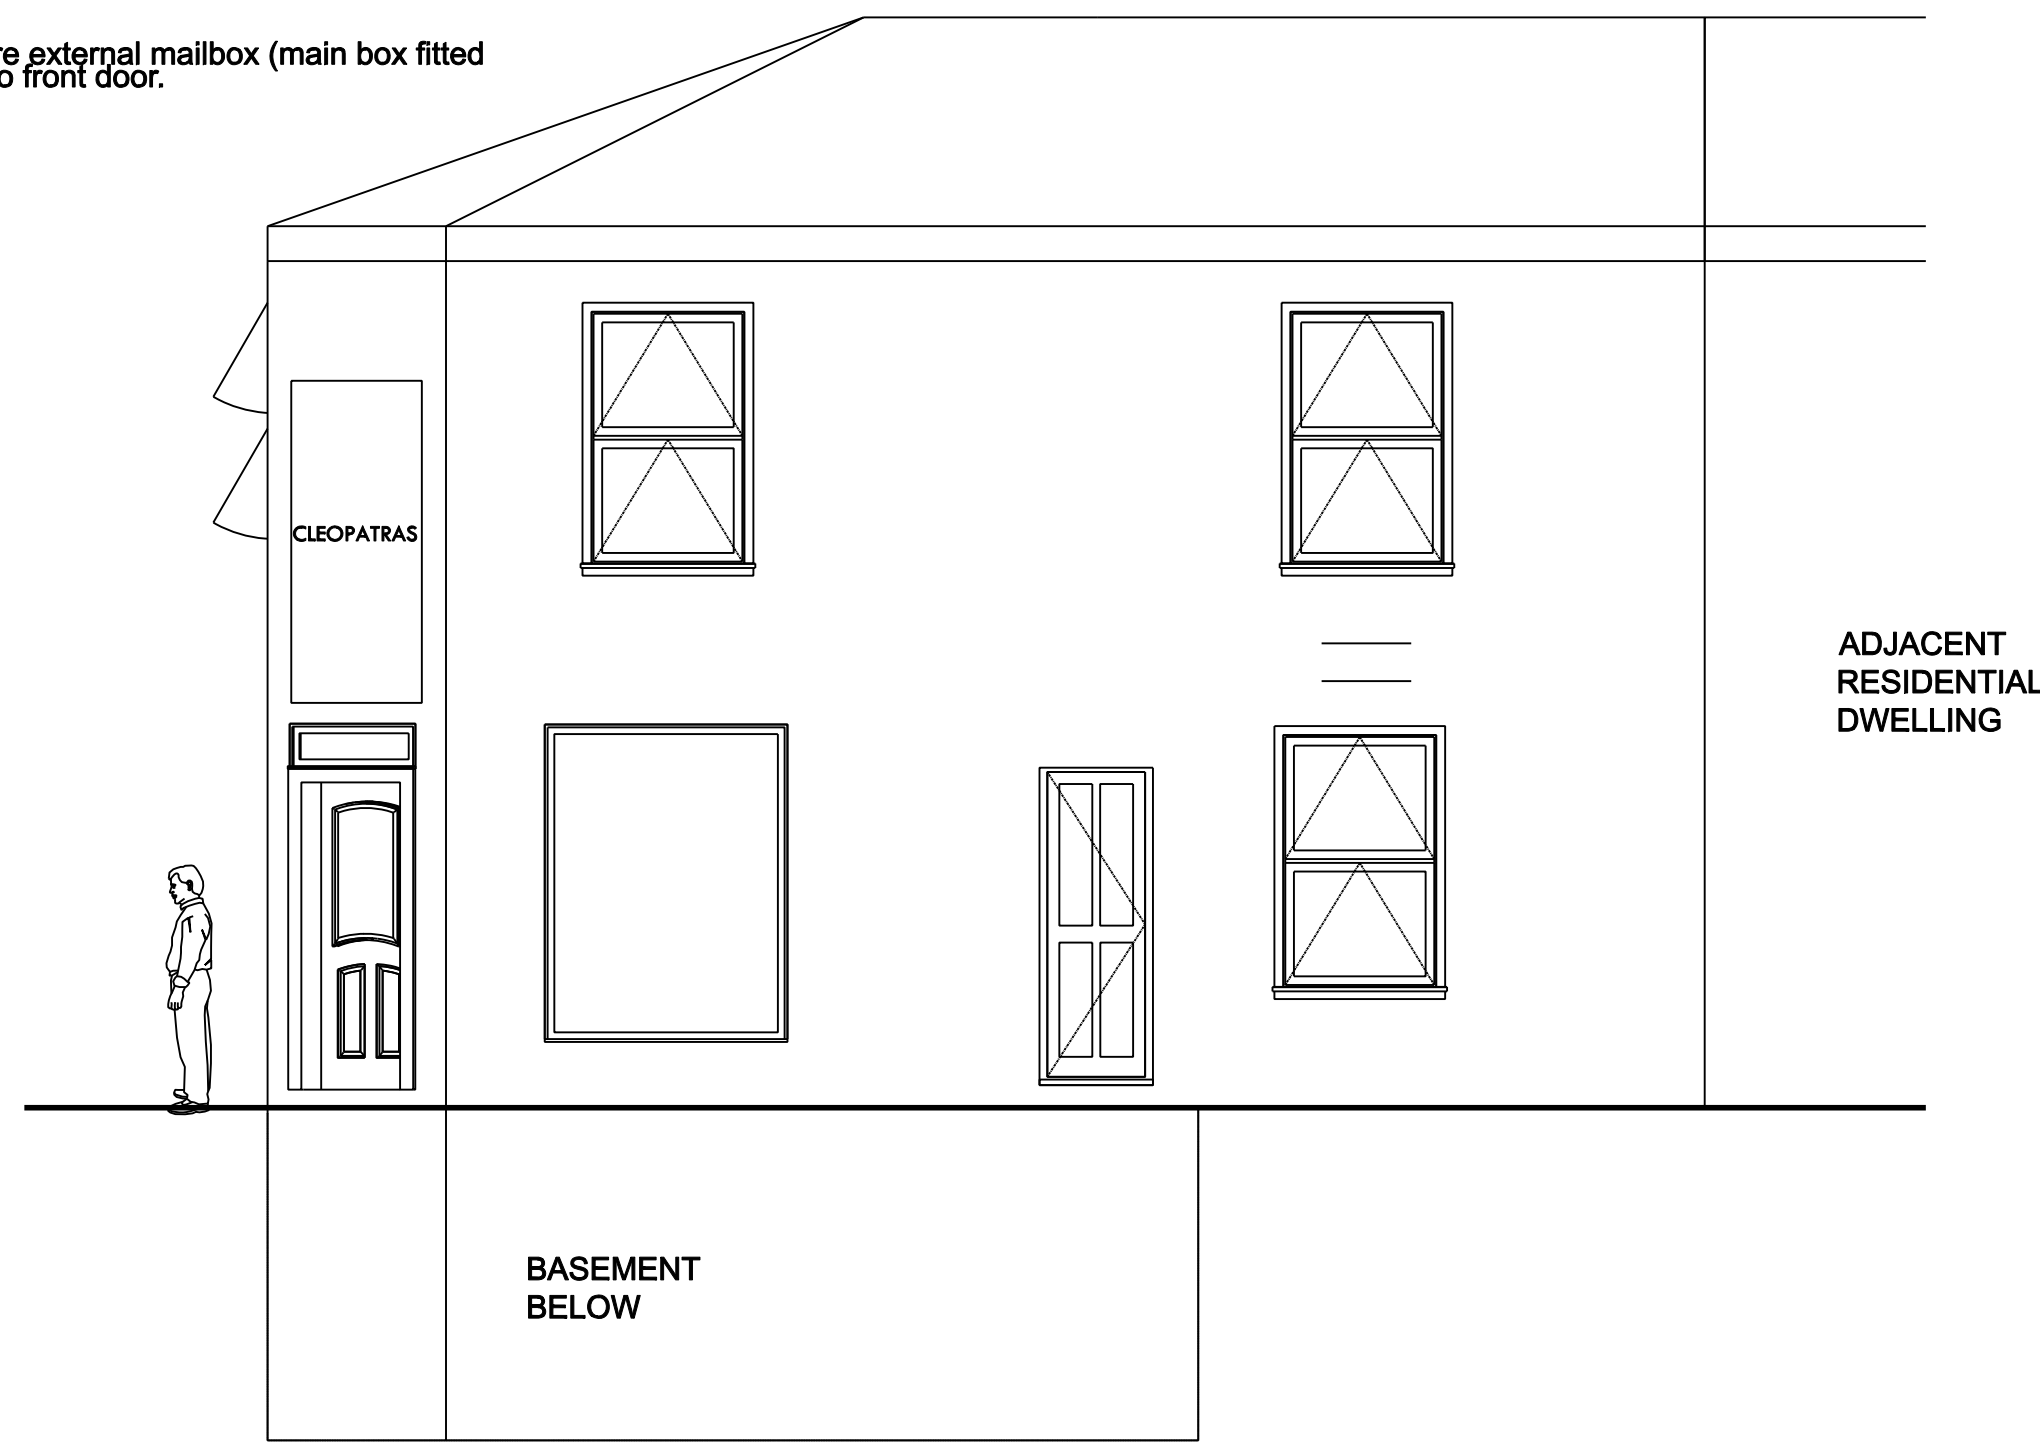 re external mailbox (main box fitted
o front door.
CLEOPATRAS
ADJACENT
RESIDENTIAL
DWELLING
BASEMENT
BELOW